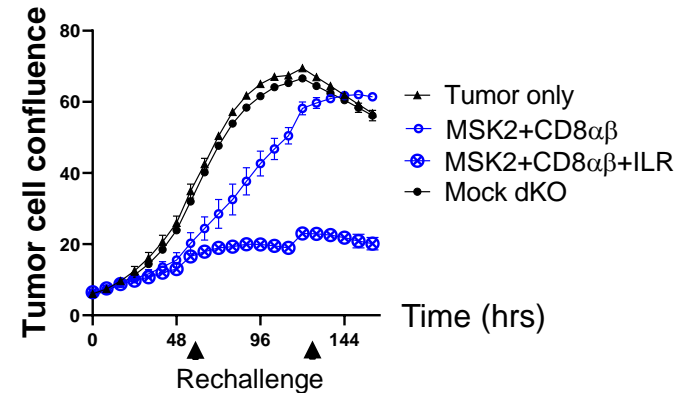 Tumor cell confluence
80
60
40
20
0
0 48 96 144
Time (hrs)
Rechallenge
Tumor only
MSK2+CD8αβ
MSK2+CD8αβ+ILR
Mock dKO